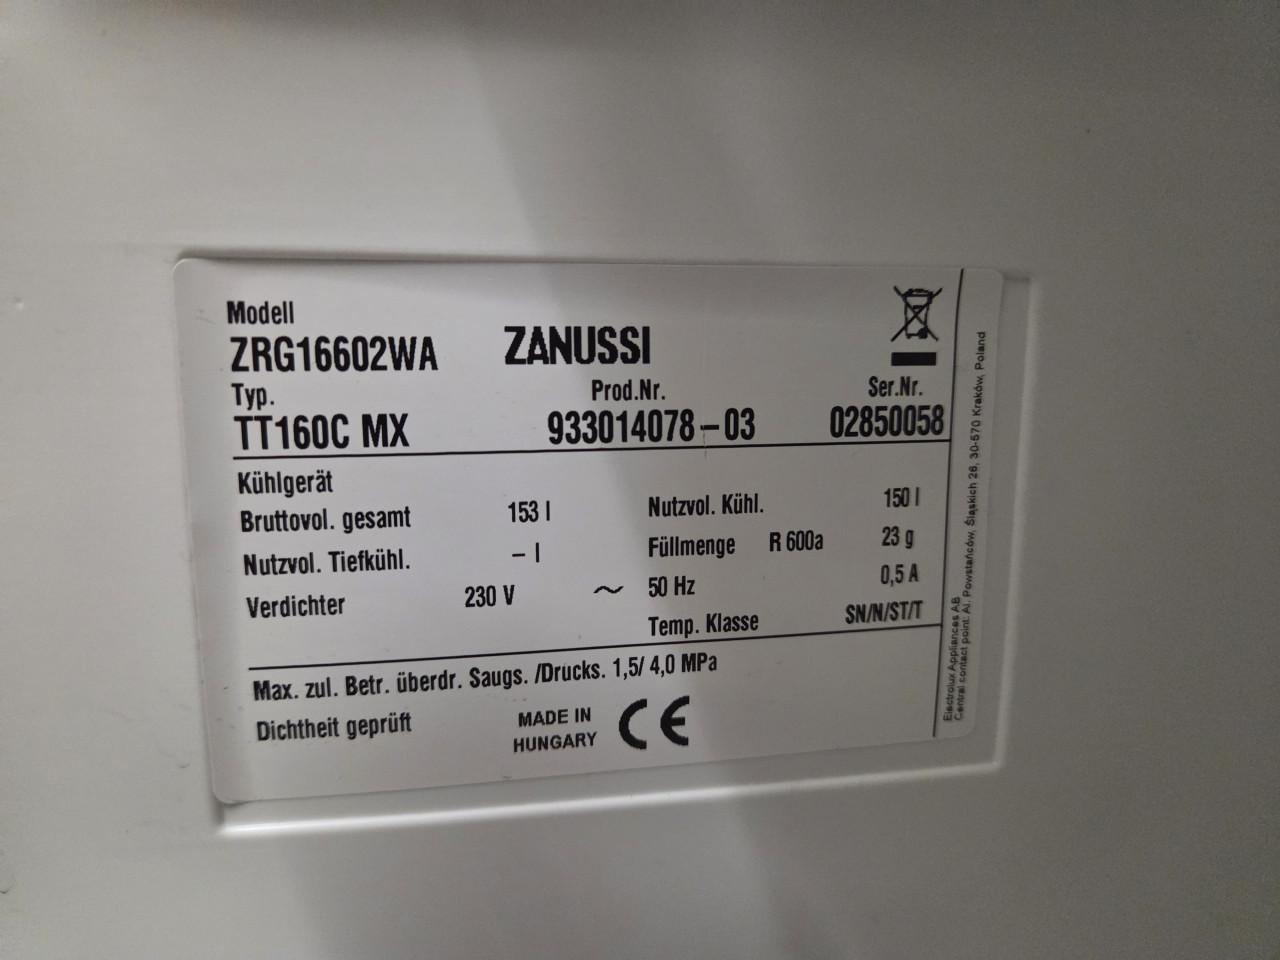 Modell
ZRG16602WA
ZANUSSI
Typ.
Prod.Nr.
Ser.Nr.
TT160C MX
933014078-03
02850058
Kühlgerät
Bruttovol. gesamt 153 l
Nutzvol. Kühl. 150 l
Nutzvol. Tiefkühl. – l
Füllmenge R 600a 23 g
Verdichter 230 V ~ 50 Hz 0,5 A
Temp. Klasse SN/N/ST/T
Max. zul. Betr. überdr. Saugs. /Drucks. 1,5/ 4,0 MPa
Dichtheit geprüft
MADE IN
HUNGARY
CE
Electrolux Appliances AB
Central contact point: Al. Powstańców, Śląskich 26, 30-570 Kraków, Poland